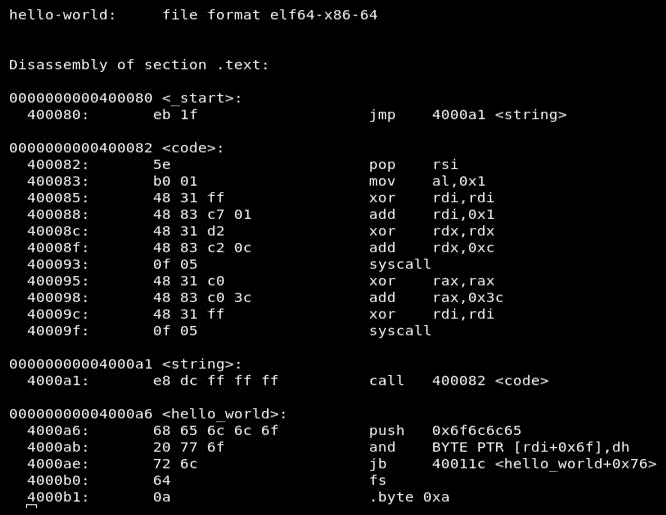 hello-world:     file format elf64-x86-64
Disassembly of section .text:
0000000000400080 <_start>:
  400080:       eb 1f                   jmp    4000a1 <string>
0000000000400082 <code>:
  400082:       5e                      pop    rsi
  400083:       b0 01                   mov    al,0x1
  400085:       48 31 ff                xor    rdi,rdi
  400088:       48 83 c7 01             add    rdi,0x1
  40008c:       48 31 d2                xor    rdx,rdx
  40008f:       48 83 c2 0c             add    rdx,0xc
  400093:       0f 05                   syscall
  400095:       48 31 c0                xor    rax,rax
  400098:       48 83 c0 3c             add    rax,0x3c
  40009c:       48 31 ff                xor    rdi,rdi
  40009f:       0f 05                   syscall
00000000004000a1 <string>:
  4000a1:       e8 dc ff ff ff          call   400082 <code>
00000000004000a6 <hello_world>:
  4000a6:       68 65 6c 6c 6f          push   0x6f6c6c65
  4000ab:       20 77 6f                and    BYTE PTR [rdi+0x6f],dh
  4000ae:       72 6c                   jb     40011c <hello_world+0x76>
  4000b0:       64                      fs
  4000b1:       0a                      .byte 0xa